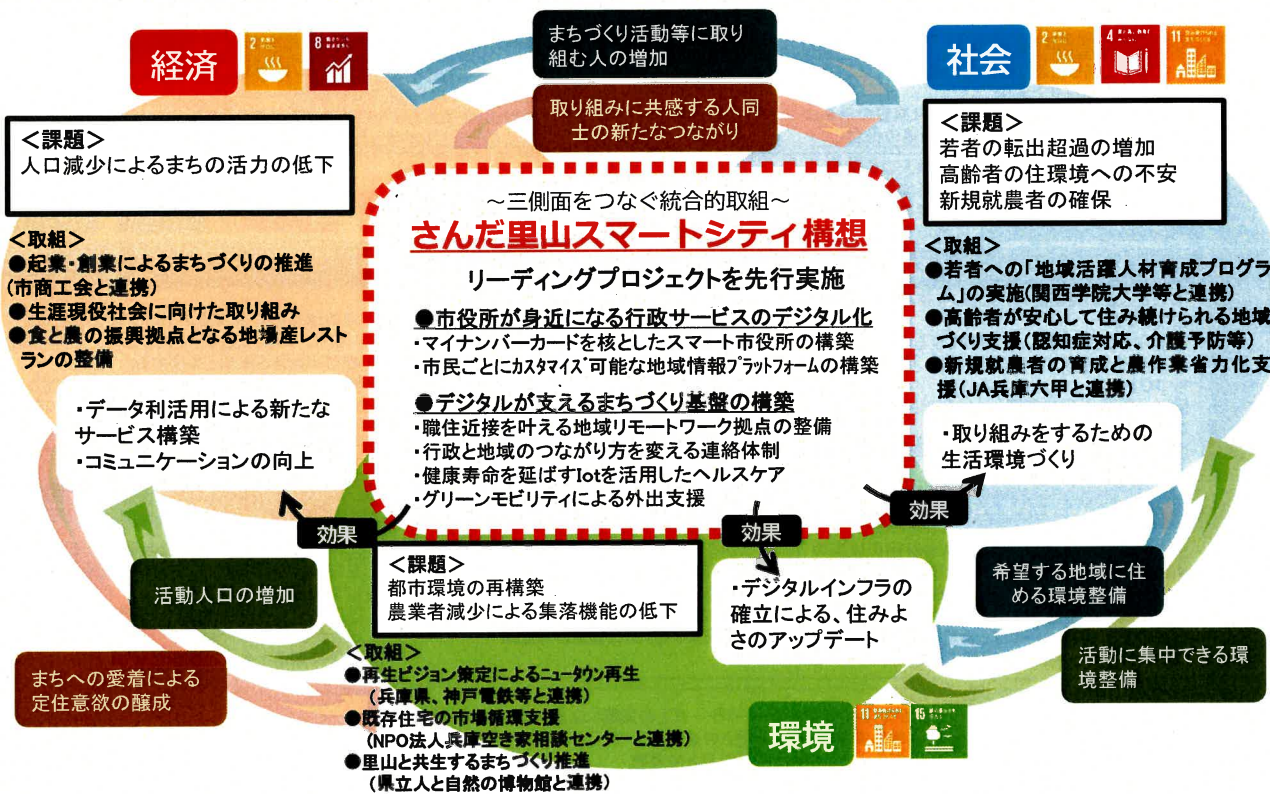 経済
2
8
まちづくり活動等に取り
組む人の増加
取り組みに共感する人同
士の新たなつながり
社会
2
4
11
<課題>
人口減少によるまちの活力の低下
<取組>
●起業・創業によるまちづくりの推進
(市商工会と連携)
●生涯現役社会に向けた取り組み
●食と農の振興拠点となる地場産レスト
ランの整備
・データ利活用による新たな
サービス構築
・コミュニケーションの向上
～三側面をつなぐ統合的取組～
さんだ里山スマートシティ構想
リーディングプロジェクトを先行実施
●市役所が身近になる行政サービスのデジタル化
・マイナンバーカードを核としたスマート市役所の構築
・市民ごとにｶｽﾀﾏｲｽﾞ可能な地域情報ﾌﾟﾗｯﾄﾌｫｰﾑの構築
●デジタルが支えるまちづくり基盤の構築
・職住近接を叶える地域リモートワーク拠点の整備
・行政と地域のつながり方を変える連絡体制
・健康寿命を延ばすIotを活用したヘルスケア
・グリーンモビリティによる外出支援
<課題>
若者の転出超過の増加
高齢者の住環境への不安
新規就農者の確保
<取組>
●若者への「地域活躍人材育成プログラ
ム」の実施(関西学院大学等と連携)
●高齢者が安心して住み続けられる地域
づくり支援(認知症対応、介護予防等)
●新規就農者の育成と農作業省力化支
援(JA兵庫六甲と連携)
・取り組みをするための
生活環境づくり
効果
効果
効果
<課題>
都市環境の再構築
農業者減少による集落機能の低下
・デジタルインフラの
確立による、住みよ
さのアップデート
活動人口の増加
まちへの愛着による
定住意欲の醸成
希望する地域に住
める環境整備
活動に集中できる環
境整備
<取組>
●再生ビジョン策定によるﾆｭｰﾀｳﾝ再生
(兵庫県、神戸電鉄等と連携)
●既存住宅の市場循環支援
(NPO法人兵庫空き家相談センターと連携)
●里山と共生するまちづくり推進
(県立人と自然の博物館と連携)
環境
11
15